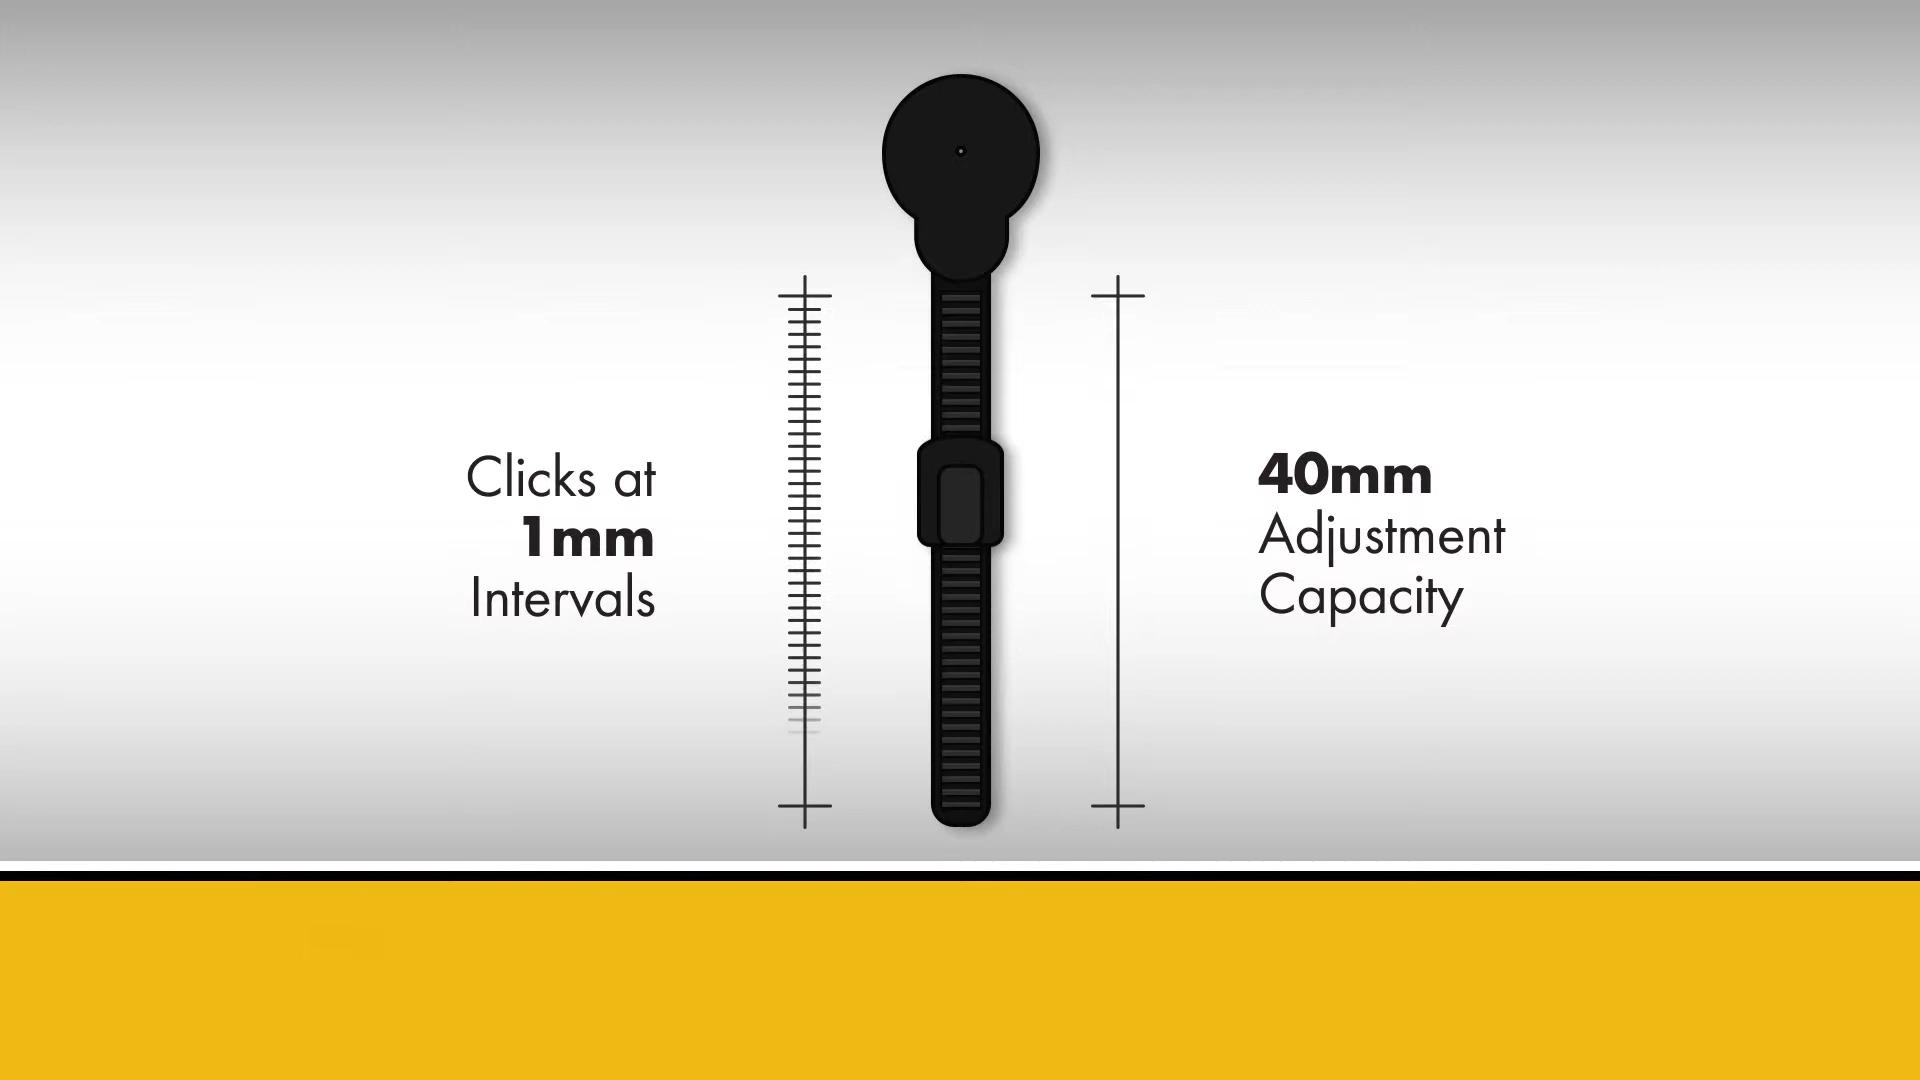 Clicks at
1mm
Intervals
40mm
Adjustment
Capacity